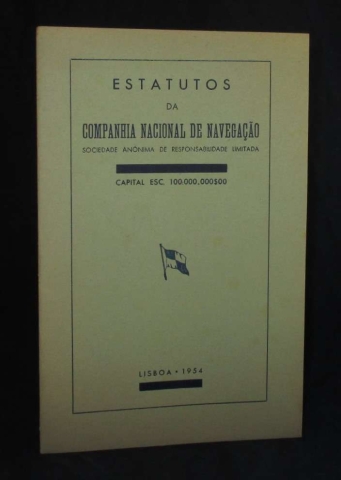 ESTATUTOS
DA
COMPANHIA NACIONAL DE NAVEGAÇÃO
SOCIEDADE ANÓNIMA DE RESPONSABILIDADE LIMITADA
CAPITAL ESC. 100.000.000$00
LISBOA • 1954